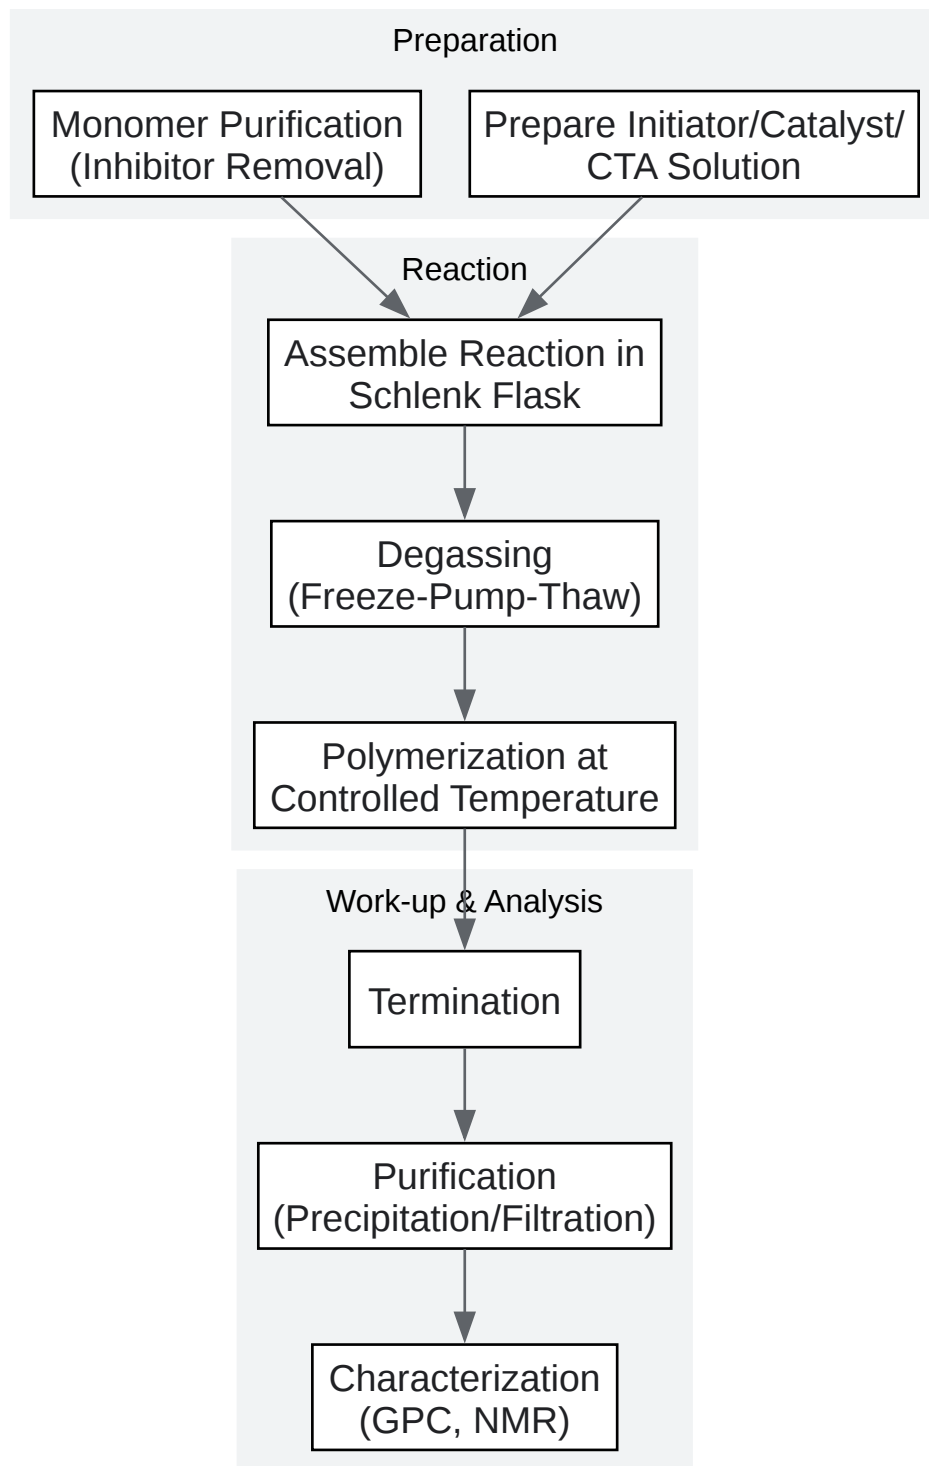 Preparation
Monomer Purification
(Inhibitor Removal)
Prepare Initiator/Catalyst/
CTA Solution
Reaction
Assemble Reaction in
Schlenk Flask
Degassing
(Freeze-Pump-Thaw)
Polymerization at
Controlled Temperature
Work-up & Analysis
Termination
Purification
(Precipitation/Filtration)
Characterization
(GPC, NMR)